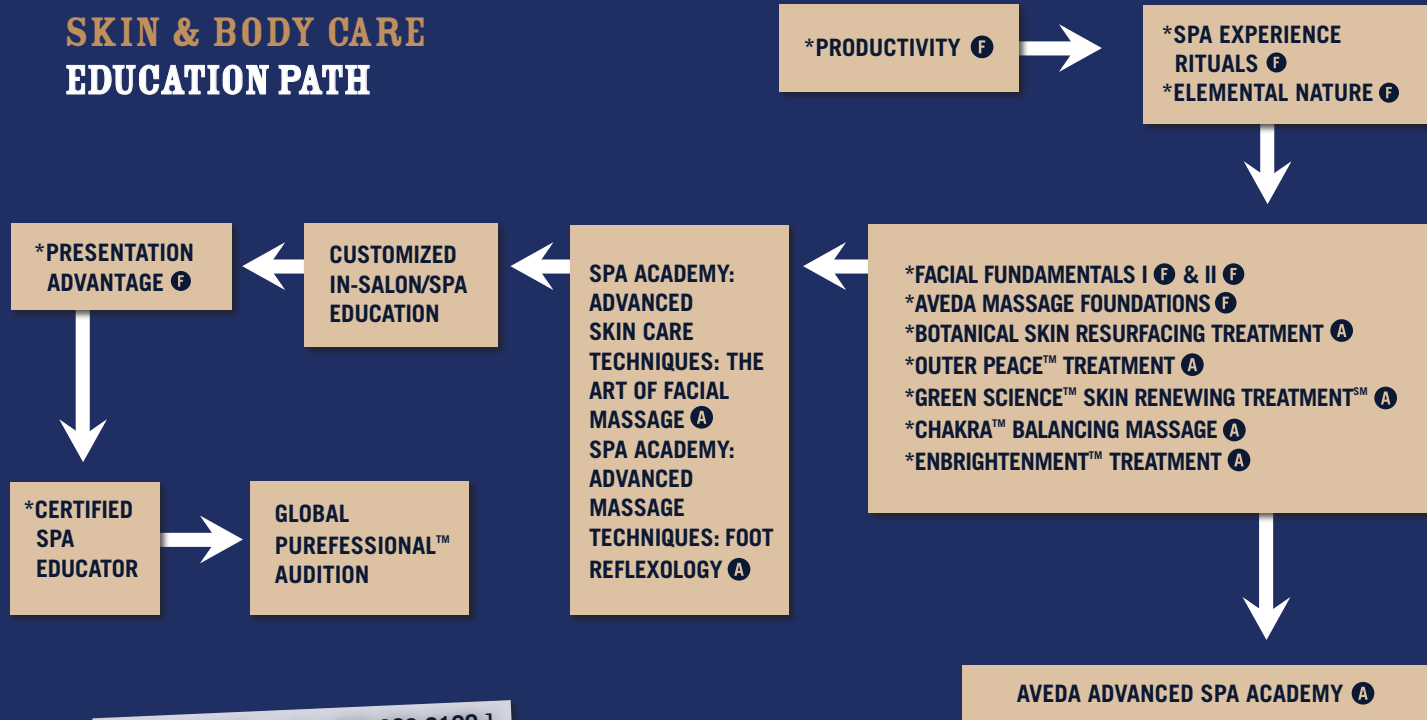 SKIN & BODY CARE
EDUCATION PATH
*PRODUCTIVITY F
*SPA EXPERIENCE
RITUALS F
*ELEMENTAL NATURE F
*FACIAL FUNDAMENTALS I F & II F
*AVEDA MASSAGE FOUNDATIONS F
*BOTANICAL SKIN RESURFACING TREATMENT A
*OUTER PEACE™ TREATMENT A
*GREEN SCIENCE™ SKIN RENEWING TREATMENT℠ A
*CHAKRA™ BALANCING MASSAGE A
*ENBRIGHTENMENT™ TREATMENT A
SPA ACADEMY:
ADVANCED
SKIN CARE
TECHNIQUES: THE
ART OF FACIAL
MASSAGE A
SPA ACADEMY:
ADVANCED
MASSAGE
TECHNIQUES: FOOT
REFLEXOLOGY A
CUSTOMIZED
IN-SALON/SPA
EDUCATION
*PRESENTATION
ADVANTAGE F
*CERTIFIED
SPA
EDUCATOR
GLOBAL
PUREFESSIONAL™
AUDITION
AVEDA ADVANCED SPA ACADEMY A